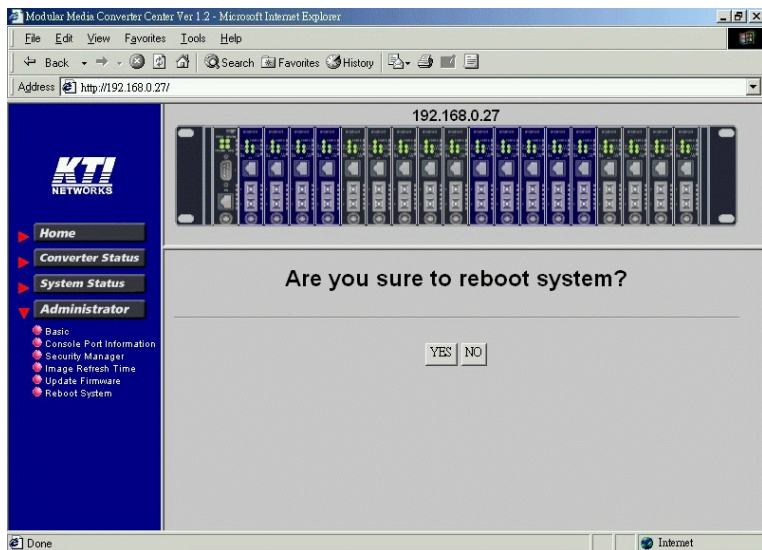 Modular Media Converter Center Ver 1.2 - Microsoft Internet Explorer
File Edit View Favorites Tools Help
Back Search Favorites History
Address http://192.168.0.27/
192.168.0.27
KTI
NETWORKS
Home
Converter Status
System Status
Administrator
Basic
Console Port Information
Security Manager
Image Refresh Time
Update Firmware
Reboot System
Are you sure to reboot system?
YES NO
Done Internet